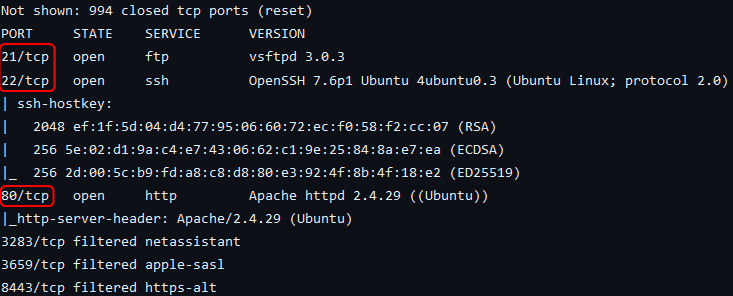 Not shown: 994 closed tcp ports (reset)
PORT     STATE    SERVICE      VERSION
21/tcp   open     ftp          vsftpd 3.0.3
22/tcp   open     ssh          OpenSSH 7.6p1 Ubuntu 4ubuntu0.3 (Ubuntu Linux; protocol 2.0)
| ssh-hostkey:
|   2048 ef:1f:5d:04:d4:77:95:06:60:72:ec:f0:58:f2:cc:07 (RSA)
|   256 5e:02:d1:9a:c4:e7:43:06:62:c1:9e:25:84:8a:e7:ea (ECDSA)
|_  256 2d:00:5c:b9:fd:a8:c8:d8:80:e3:92:4f:8b:4f:18:e2 (ED25519)
80/tcp   open     http         Apache httpd 2.4.29 ((Ubuntu))
|_http-server-header: Apache/2.4.29 (Ubuntu)
3283/tcp filtered netassistant
3659/tcp filtered apple-sasl
8443/tcp filtered https-alt